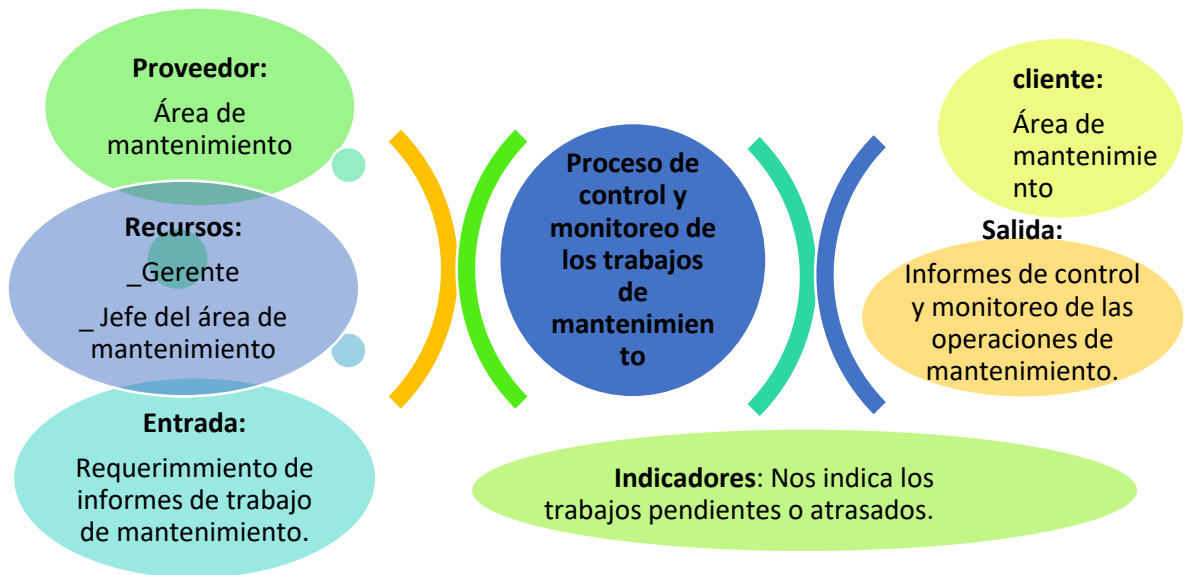 Proveedor:
Área de
mantenimiento
Recursos:
_Gerente
_ Jefe del área de
mantenimiento
Entrada:
Requerimmiento de
informes de trabajo
de mantenimiento.
Proceso de
control y
monitoreo de
los trabajos
de
mantenimien
to
cliente:
Área de
mantenimie
nto
Salida:
Informes de control
y monitoreo de las
operaciones de
mantenimiento.
Indicadores: Nos indica los
trabajos pendientes o atrasados.